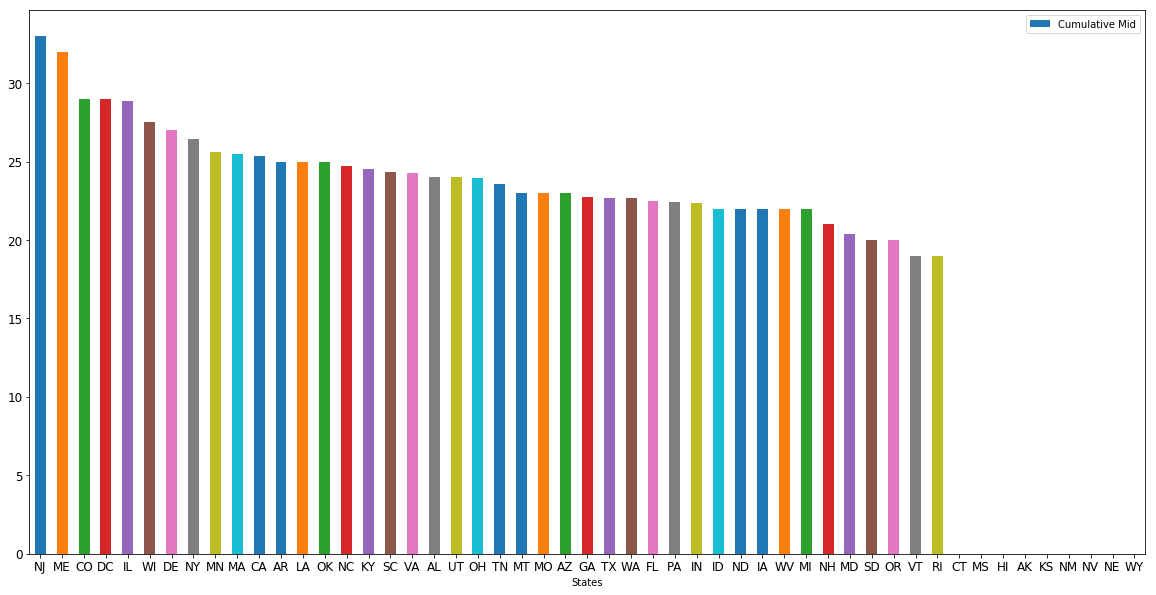 Cumulative Mid
30
25
20
15
10
5
0
NJ ME CO DC IL WI DE NY MN MA CA AR LA OK NC KY SC VA AL UT OH TN MT MO AZ GA TX WA FL PA IN ID ND IA WV MI NH MD SD OR VT RI CT MS HI AK KS NM NV NE WY
States